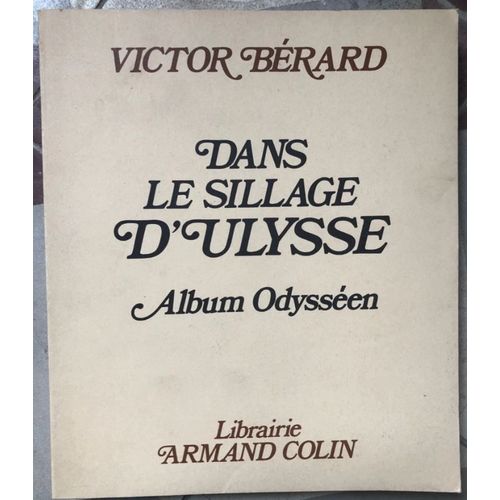 VICTOR BÉRARD
DANS
LE SILLAGE
D'ULYSSE
Album Odysséen
Librairie
ARMAND COLIN